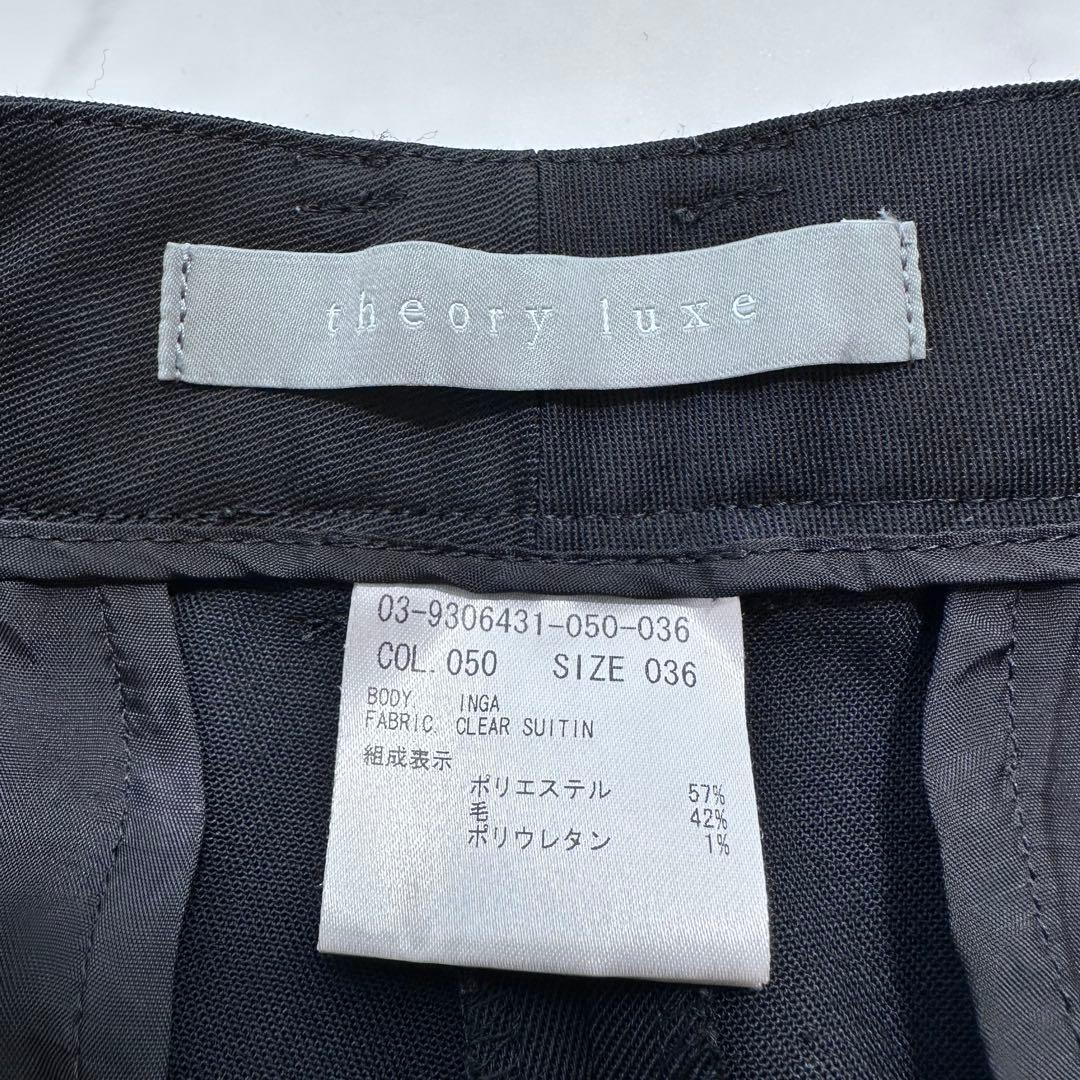 theory luxe
03-9306431-050-036
COL. 050 SIZE 036
BODY INGA
FABRIC CLEAR SUITIN
組成表示
ポリエステル 57%
毛 42%
ポリウレタン 1%